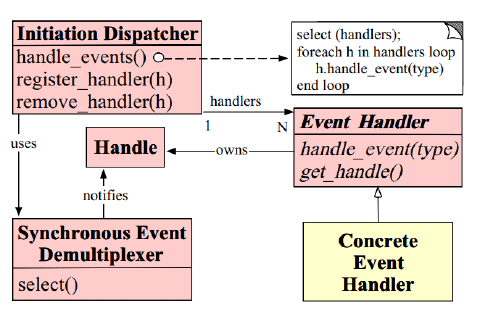 Initiation Dispatcher
handle_events()
register_handler(h)
remove_handler(h)
select (handlers);
foreach h in handlers loop
h.handle_event(type)
end loop
handlers
1
N
uses
Handle
owns
Event Handler
handle_event(type)
get_handle()
notifies
Synchronous Event
Demultiplexer
select()
Concrete
Event
Handler